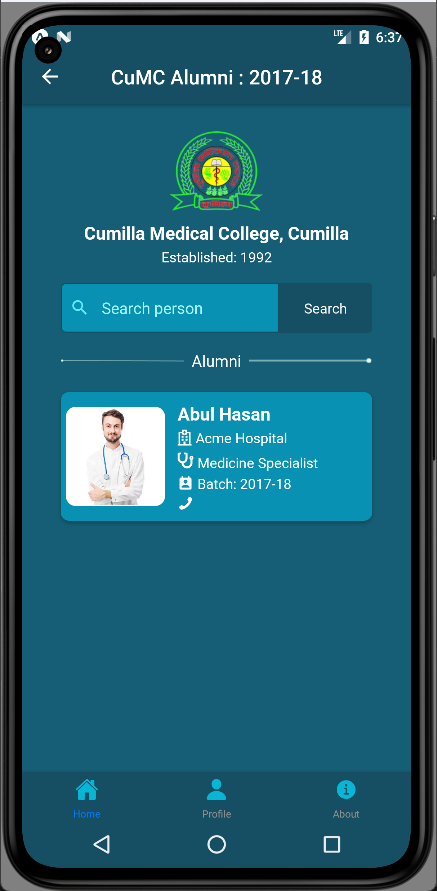 LTE 6:37
CuMC Alumni : 2017-18
Cumilla Medical College, Cumilla
Established: 1992
Search person
Search
Alumni
Abul Hasan
Acme Hospital
Medicine Specialist
Batch: 2017-18
Home
Profile
About